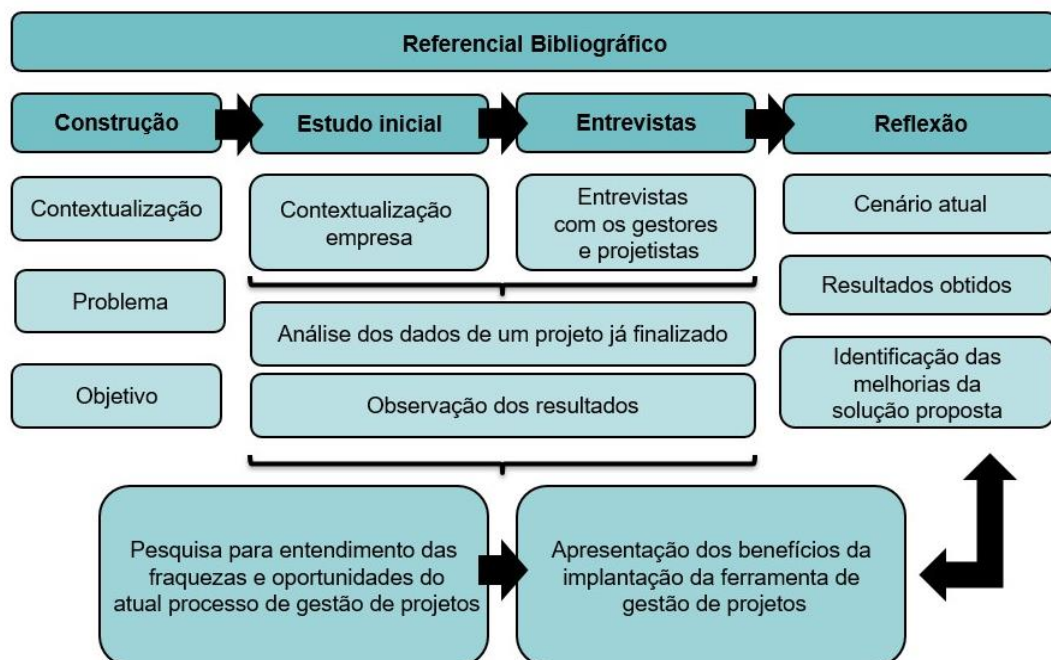 Referencial Bibliográfico
Construção
Estudo inicial
Entrevistas
Reflexão
Contextualização
Problema
Objetivo
Contextualização
empresa
Entrevistas
com os gestores
e projetistas
Análise dos dados de um projeto já finalizado
Observação dos resultados
Cenário atual
Resultados obtidos
Identificação das
melhorias da
solução proposta
Pesquisa para entendimento das
fraquezas e oportunidades do
atual processo de gestão de projetos
Apresentação dos benefícios da
implantação da ferramenta de
gestão de projetos